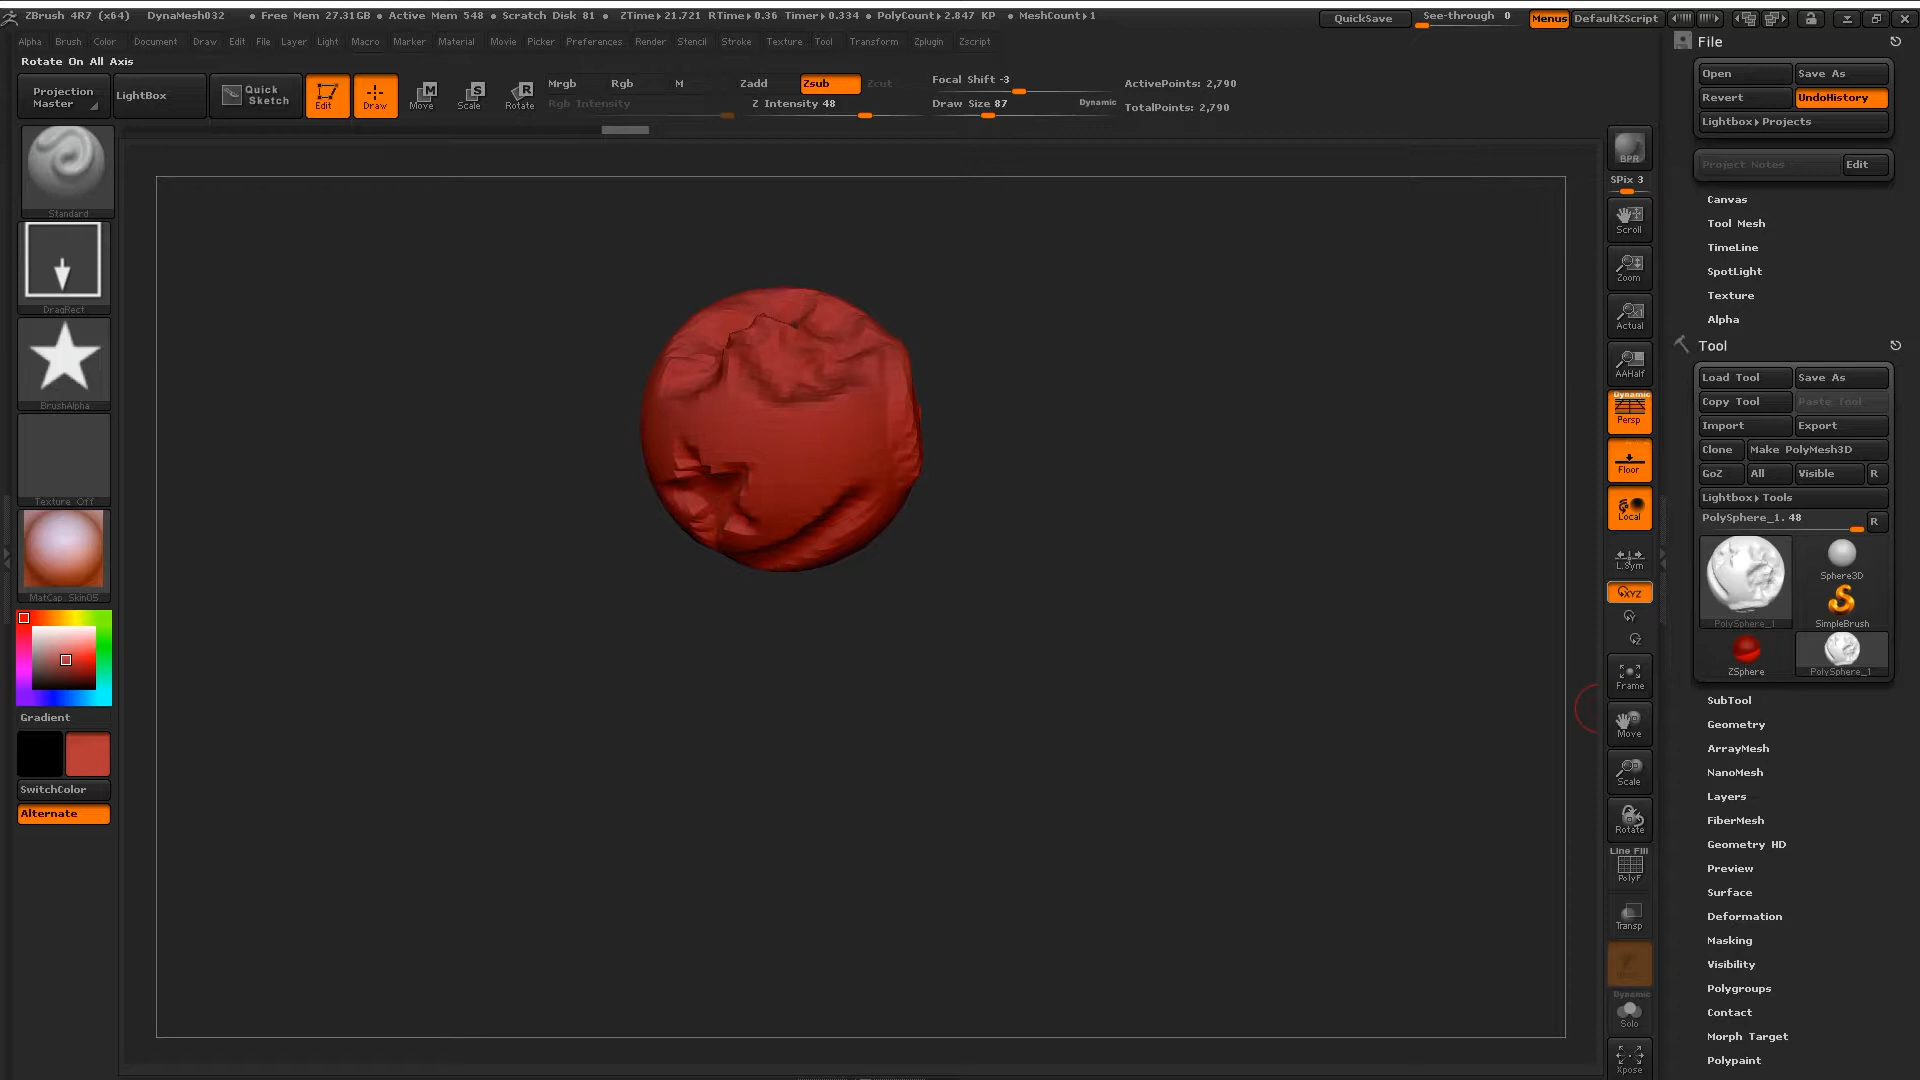 ZBrush 4R7 (x64) DynaMesh032 • Free Mem 27.31GB • Active Mem 548 • Scratch Disk 81 • ZTime▸21.721 RTime▸0.36 Timer▸0.334 • PolyCount▸2.847 KP • MeshCount▸1 QuickSave See-through 0 Menus DefaultZScript
Alpha Brush Color Document Draw Edit File Layer Light Macro Marker Material Movie Picker Preferences Render Stencil Stroke Texture Tool Transform Zplugin Zscript
Rotate On All Axis
Projection Master
LightBox
Quick Sketch
Edit
Draw
Move
Scale
Rotate
Mrgb Rgb M
Rgb Intensity
Zadd Zsub Zcut
Z Intensity 48
Focal Shift -3
Draw Size 87 Dynamic
ActivePoints: 2,790
TotalPoints: 2,790
Standard
DragRect
BrushAlpha
Texture Off
MatCap Skin05
Gradient
SwitchColor
Alternate
BPR
SPix 3
Scroll
Zoom
Actual
AAHalf
Dynamic
Persp
Floor
Local
L.Sym
XYZ
Y
Z
Frame
Move
Scale
Rotate
Line Fill
PolyF
Transp
Dynamic
Solo
Xpose
File
Open Save As
Revert UndoHistory
Lightbox▸Projects
Project Notes Edit
Canvas
Tool Mesh
TimeLine
SpotLight
Texture
Alpha
Tool
Load Tool Save As
Copy Tool Paste Tool
Import Export
Clone Make PolyMesh3D
GoZ All Visible R
Lightbox▸Tools
PolySphere_1. 48 R
PolySphere_1 Sphere3D
SimpleBrush
ZSphere PolySphere_1
SubTool
Geometry
ArrayMesh
NanoMesh
Layers
FiberMesh
Geometry HD
Preview
Surface
Deformation
Masking
Visibility
Polygroups
Contact
Morph Target
Polypaint